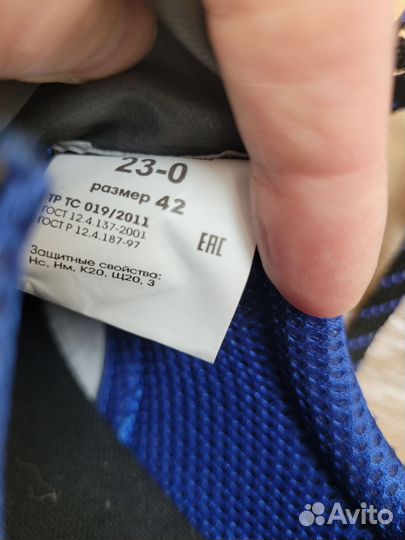 23-0
размер 42
ТР ТС 019/2011
ГОСТ 12.4.137-2001
ГОСТ Р 12.4.187-97
EAC
Защитные свойства:
Нс, Нм, К20, Щ20, З
Avito